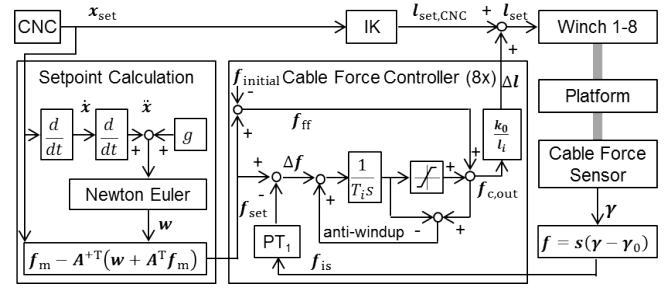 CNC
x_set
IK
l_set,CNC
+
l_set
+
Winch 1-8
Setpoint Calculation
f_initial
Cable Force Controller (8x)
Δl
ẋ
ẍ
-
+
f_ff
k_0 / l_i
Platform
d/dt
d/dt
+
+
g
+
Δf
1 / T_i s
+
+
f_c,out
Cable Force
Sensor
Newton Euler
+
-
f_set
+
-
+
γ
w
PT_1
anti-windup
f_m − A^{+T}(w + A^T f_m)
f_is
f = s(γ − γ_0)